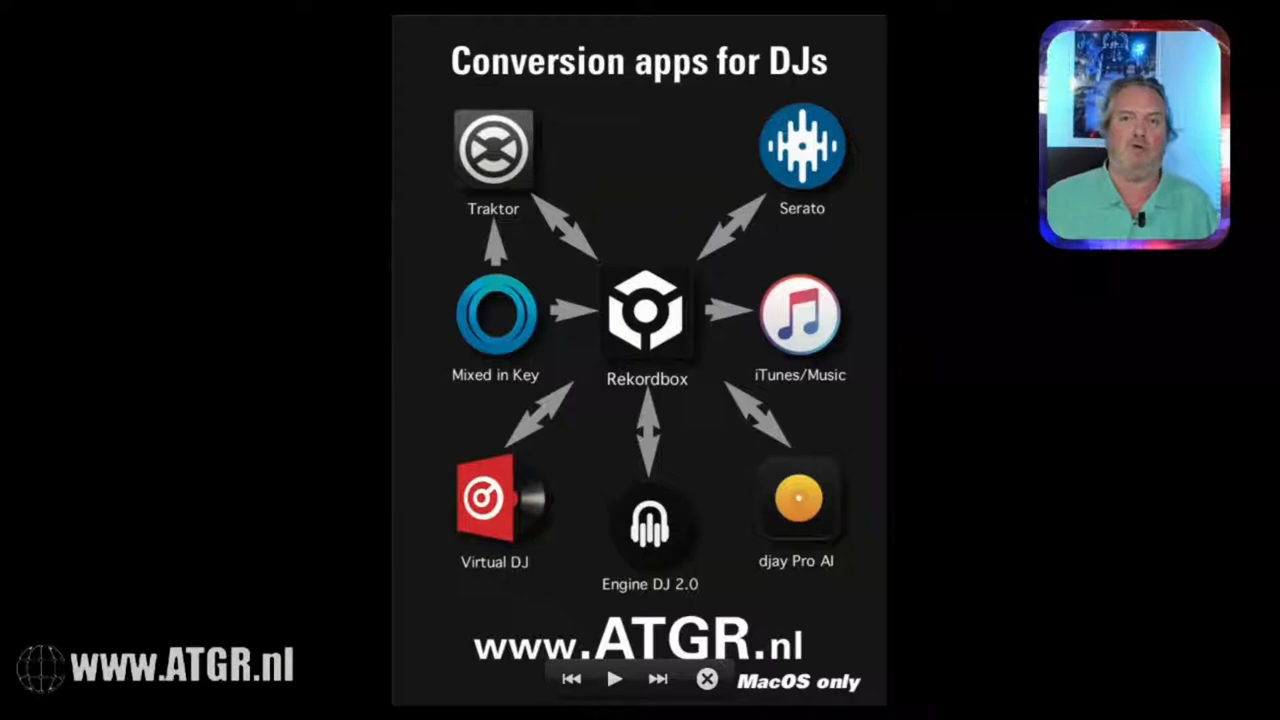 Conversion apps for DJs
Traktor
Serato
Mixed in Key
Rekordbox
iTunes/Music
Virtual DJ
Engine DJ 2.0
djay Pro AI
www.ATGR.nl
MacOS only
www.ATGR.nl